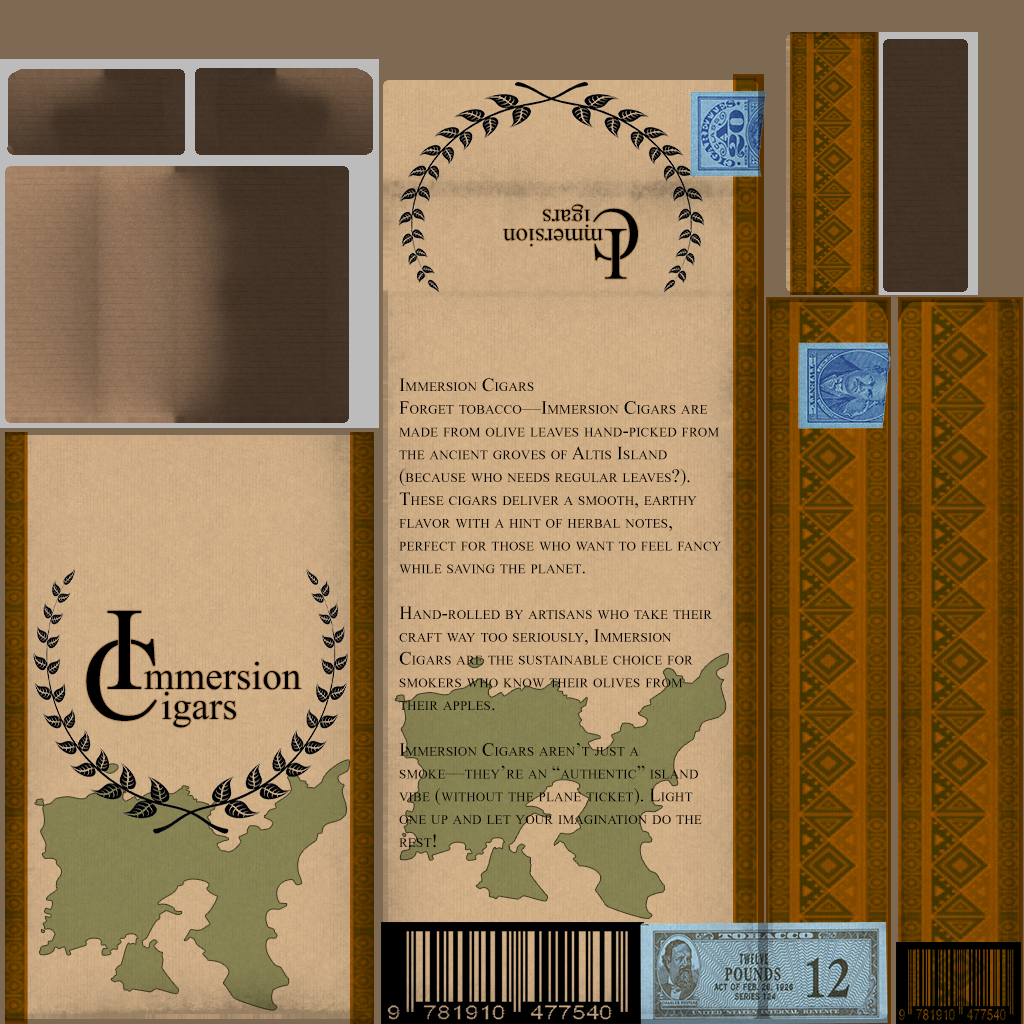 CIGARETTES.
20
Immersion
Cigars
Immersion Cigars
Forget tobacco—Immersion Cigars are
made from olive leaves hand-picked from
the ancient groves of Altis Island
(because who needs regular leaves?).
These cigars deliver a smooth, earthy
flavor with a hint of herbal notes,
perfect for those who want to feel fancy
while saving the planet.
Hand-rolled by artisans who take their
craft way too seriously, Immersion
Cigars are the sustainable choice for
smokers who know their olives from
their apples.
Immersion Cigars aren’t just a
smoke—they’re an “authentic” island
vibe (without the plane ticket). Light
one up and let your imagination do the
rest!
Immersion
Cigars
9 781910 477540
TOBACCO
TWELVE
POUNDS
12
ACT OF FEB. 26, 1926
SERIES 124
UNITED STATES INTERNAL REVENUE
9 781910 477540